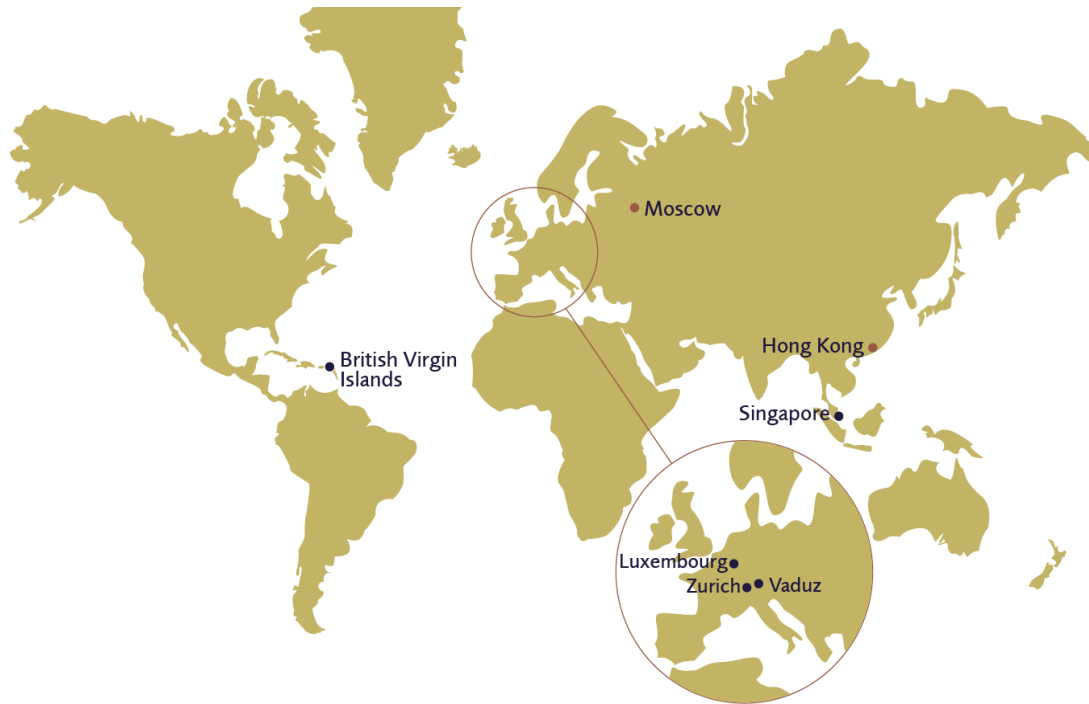 Moscow
Hong Kong
British Virgin
Islands
Singapore
Luxembourg
Zurich
Vaduz